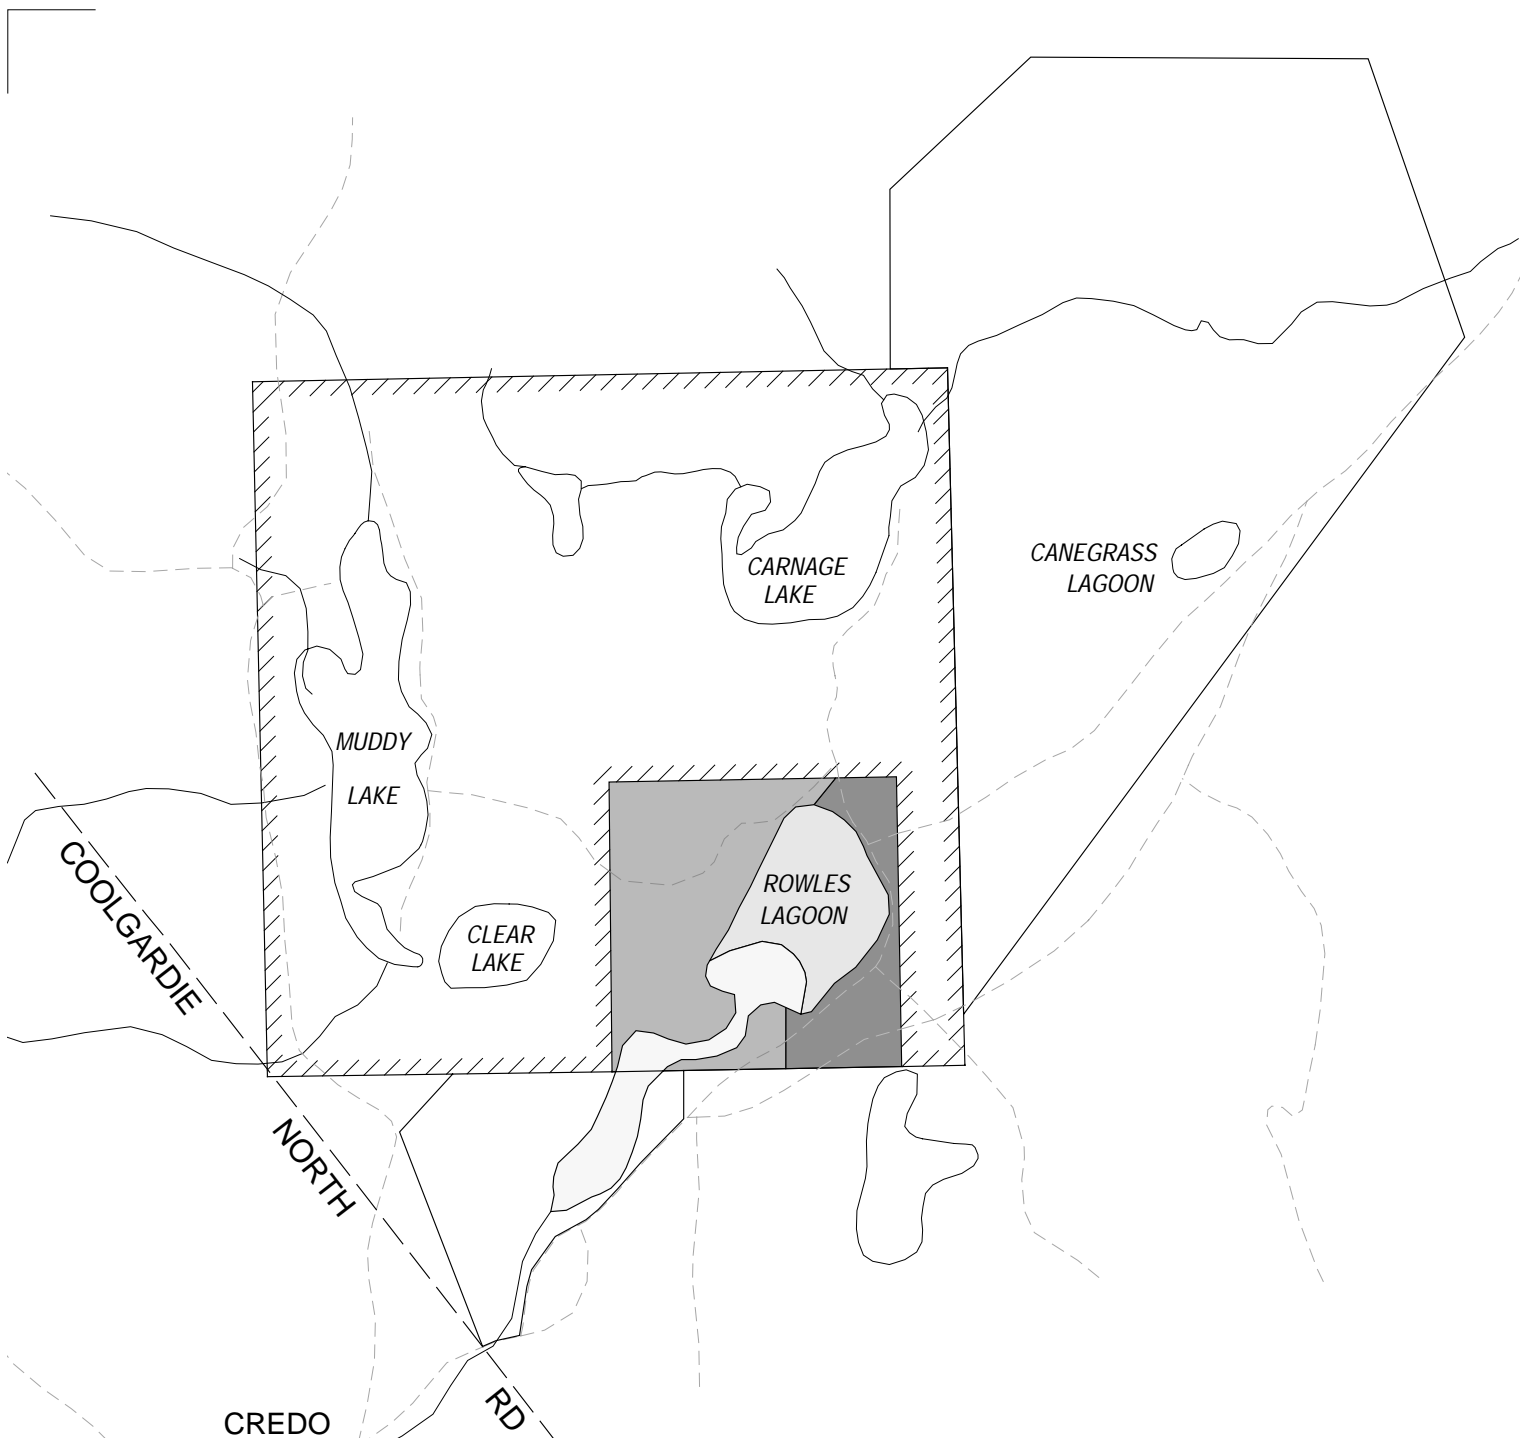 CANEGRASS
LAGOON
CARNAGE
LAKE
MUDDY
LAKE
ROWLES
LAGOON
CLEAR
LAKE
COOLGARDIE
NORTH
RD
CREDO